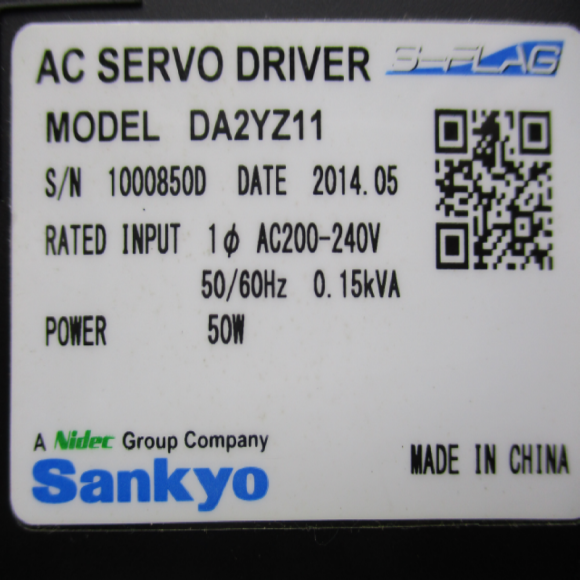 AC SERVO DRIVER S-FLAG
MODEL DA2YZ11
S/N 1000850D DATE 2014.05
RATED INPUT 1ϕ AC200-240V
50/60Hz 0.15kVA
POWER 50W
A Nidec Group Company
Sankyo
MADE IN CHINA